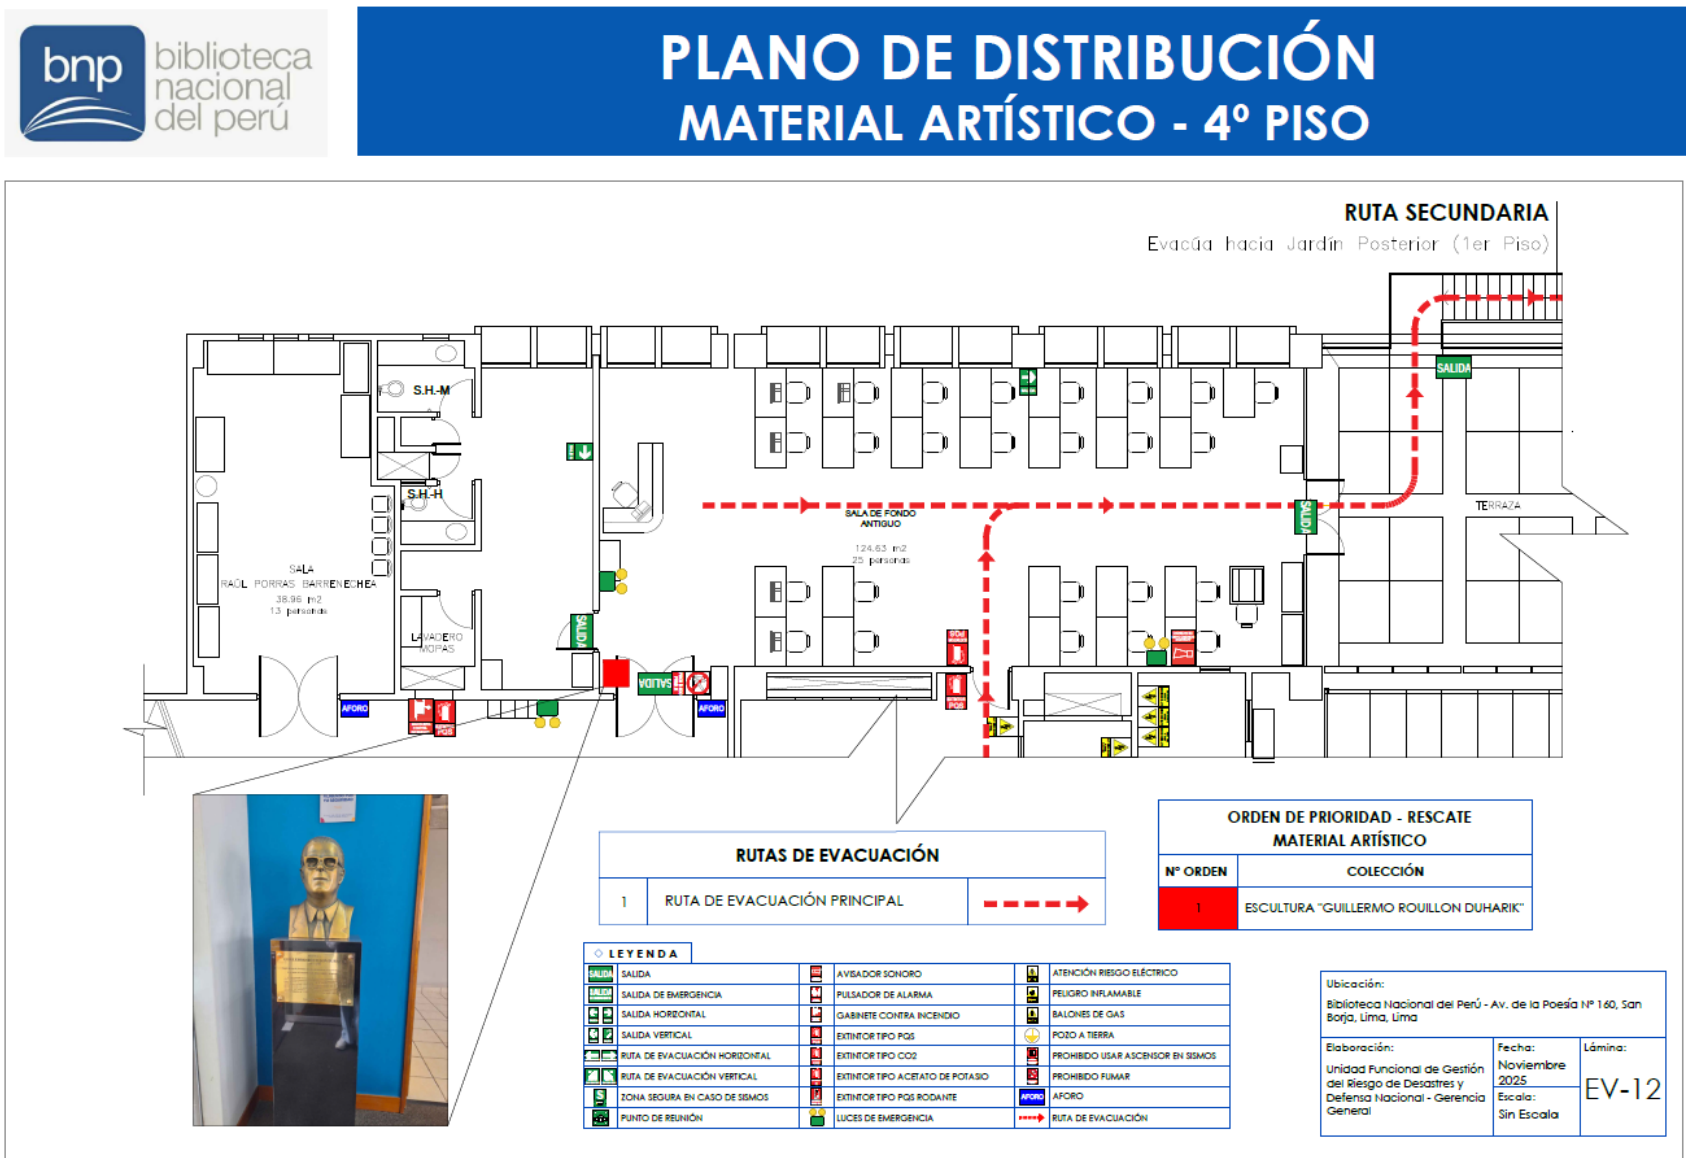 bnp
biblioteca
nacional
del perú
PLANO DE DISTRIBUCIÓN
MATERIAL ARTÍSTICO - 4º PISO
RUTA SECUNDARIA
Evacúa hacia Jardín Posterior (1er Piso)
SALIDA
S.H.-M
S.H.-H
SALA DE FONDO
ANTIGUO
124.63 m2
25 personas
SALIDA
TERRAZA
SALA
RAÚL PORRAS BARRENECHEA
38.96 m2
13 personas
LAVADERO
MOPAS
SALIDA
SALIDA
PQS
PQS
AFORO
PQS
AFORO
RUTAS DE EVACUACIÓN
1 RUTA DE EVACUACIÓN PRINCIPAL
ORDEN DE PRIORIDAD - RESCATE
MATERIAL ARTÍSTICO
Nº ORDEN COLECCIÓN
1 ESCULTURA "GUILLERMO ROUILLON DUHARIK"
LEYENDA
SALIDA SALIDA
SALIDA DE EMERGENCIA
SALIDA HORIZONTAL
SALIDA VERTICAL
RUTA DE EVACUACIÓN HORIZONTAL
RUTA DE EVACUACIÓN VERTICAL
ZONA SEGURA EN CASO DE SISMOS
PUNTO DE REUNIÓN
AVISADOR SONORO
PULSADOR DE ALARMA
GABINETE CONTRA INCENDIO
EXTINTOR TIPO PQS
EXTINTOR TIPO CO2
EXTINTOR TIPO ACETATO DE POTASIO
EXTINTOR TIPO PQS RODANTE
LUCES DE EMERGENCIA
ATENCIÓN RIESGO ELÉCTRICO
PELIGRO INFLAMABLE
BALONES DE GAS
POZO A TIERRA
PROHIBIDO USAR ASCENSOR EN SISMOS
PROHIBIDO FUMAR
AFORO AFORO
RUTA DE EVACUACIÓN
Ubicación:
Biblioteca Nacional del Perú - Av. de la Poesía Nº 160, San
Borja, Lima, Lima
Elaboración:
Unidad Funcional de Gestión
del Riesgo de Desastres y
Defensa Nacional - Gerencia
General
Fecha:
Noviembre
2025
Escala:
Sin Escala
Lámina:
EV-12